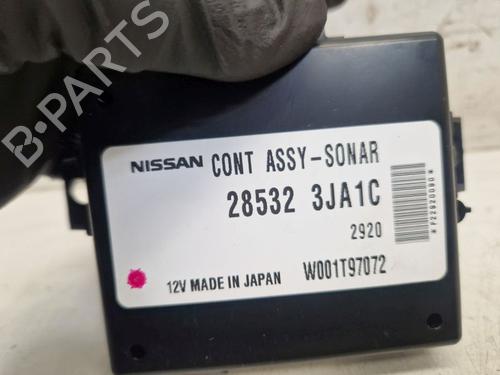 NISSAN CONT ASSY-SONAR
28532 3JA1C
2920
12V MADE IN JAPAN W001T97072
B-PARTS